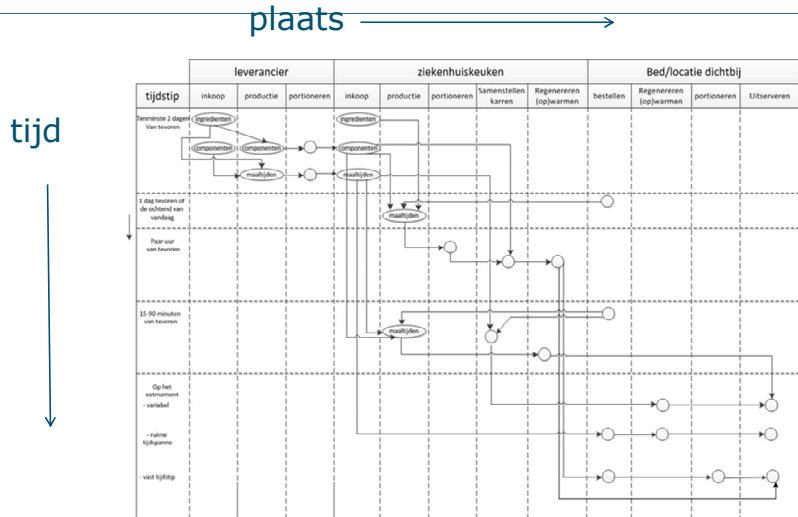 plaats
leverancier ziekenhuiskeuken Bed/locatie dichtbij
tijdstip inkoop productie portioneren inkoop productie portioneren Samenstellen karren Regenereren (op)warmen bestellen Regenereren (op)warmen portioneren Uitserveren
tijd
Tenminste 2 dagen
Van tevoren
ingredienten ingredienten
componenten componenten componenten
maaltijden maaltijden
1 dag tevoren of
de ochtend van
vandaag
maaltijden
Paar uur
van tevoren
15-90 minuten
van tevoren
maaltijden
Op het
eetmoment
- variabel
- ruime
tijdspanne
- vast tijdstip